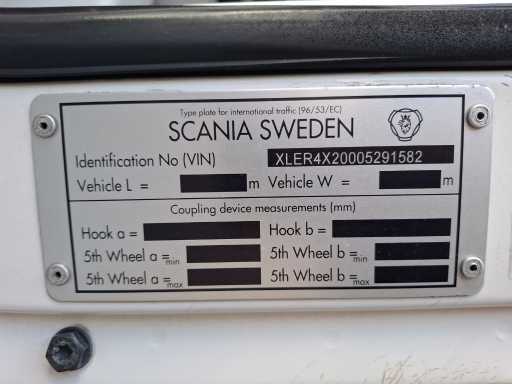 Type plate for international traffic (96/53/EC)
SCANIA SWEDEN
Identification No (VIN) XLER4X20005291582
Vehicle L = m Vehicle W = m
Coupling device measurements (mm)
Hook a = Hook b =
5th Wheel a min = 5th Wheel b min =
5th Wheel a max = 5th Wheel b max =